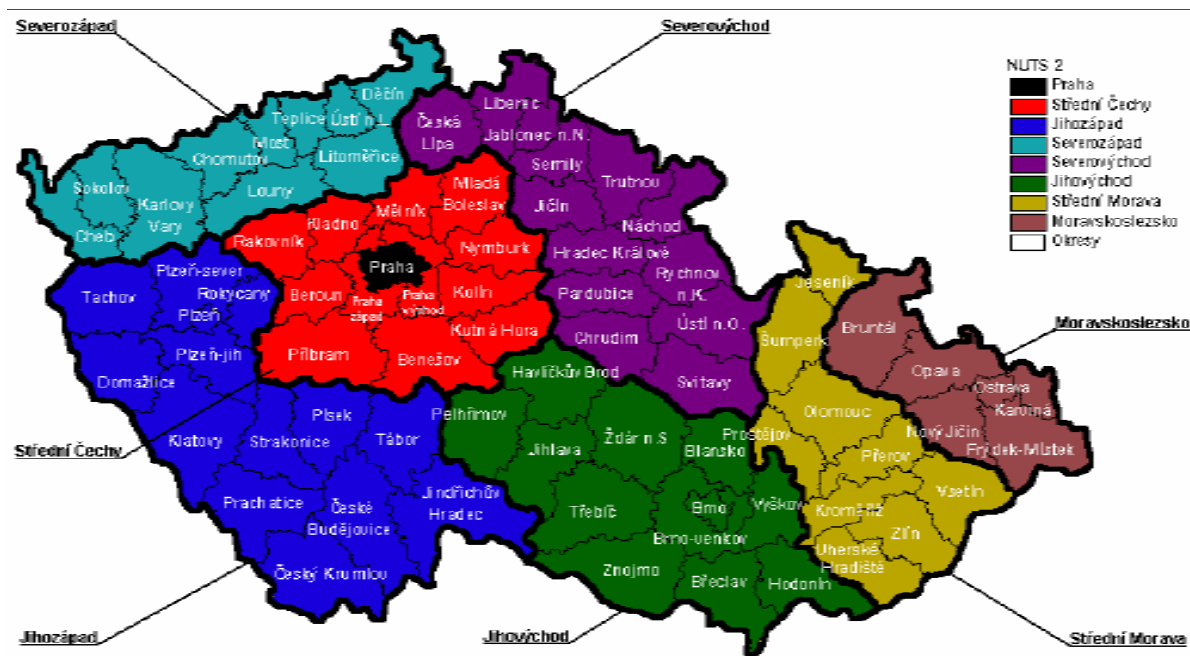 Severozápad
Severovýchod
NUTS 2
Praha
Střední Čechy
Jihozápad
Severozápad
Severovýchod
Jihovýchod
Střední Morava
Moravskoslezsko
Okresy
Děčín
Teplice
Ústí n.L.
Most
Chomutov
Litoměřice
Louny
Sokolov
Karlovy
Vary
Cheb
Česká
Lípa
Liberec
Jablonec n.N.
Semily
Trutnov
Jičín
Náchod
Hradec Králové
Rychnov
n.K.
Pardubice
Ústí n.O.
Chrudim
Svitavy
Mladá
Boleslav
Mělník
Kladno
Rakovník
Nymburk
Praha
Beroun
Praha
západ
Praha
východ
Kolín
Kutná Hora
Příbram
Benešov
Plzeň-sever
Tachov
Rokycany
Plzeň
Plzeň-jih
Domažlice
Klatovy
Písek
Strakonice
Tábor
Prachatice
České
Budějovice
Jindřichův
Hradec
Český Krumlov
Havlíčkův Brod
Pelhřimov
Jihlava
Žďár n.S
Blansko
Třebíč
Brno
Vyškov
Brno-venkov
Znojmo
Břeclav
Hodonín
Jeseník
Šumperk
Olomouc
Prostějov
Přerov
Kroměříž
Vsetín
Zlín
Uherské
Hradiště
Bruntál
Opava
Ostrava
Karviná
Nový Jičín
Frýdek-Místek
Moravskoslezsko
Střední Čechy
Jihozápad
Jihovýchod
Střední Morava